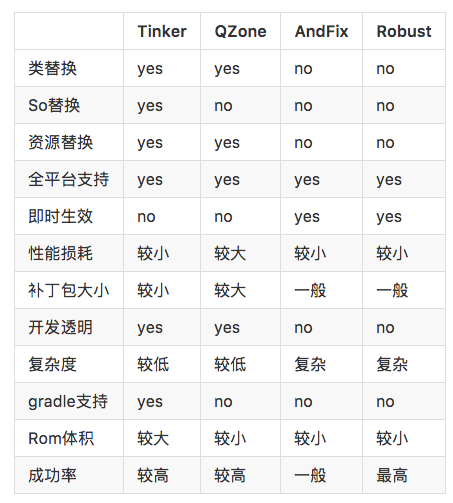 Tinker QZone AndFix Robust
类替换 yes yes no no
So替换 yes no no no
资源替换 yes yes no no
全平台支持 yes yes yes yes
即时生效 no no yes yes
性能损耗 较小 较大 较小 较小
补丁包大小 较小 较大 一般 一般
开发透明 yes yes no no
复杂度 较低 较低 复杂 复杂
gradle支持 yes no no no
Rom体积 较大 较小 较小 较小
成功率 较高 较高 一般 最高